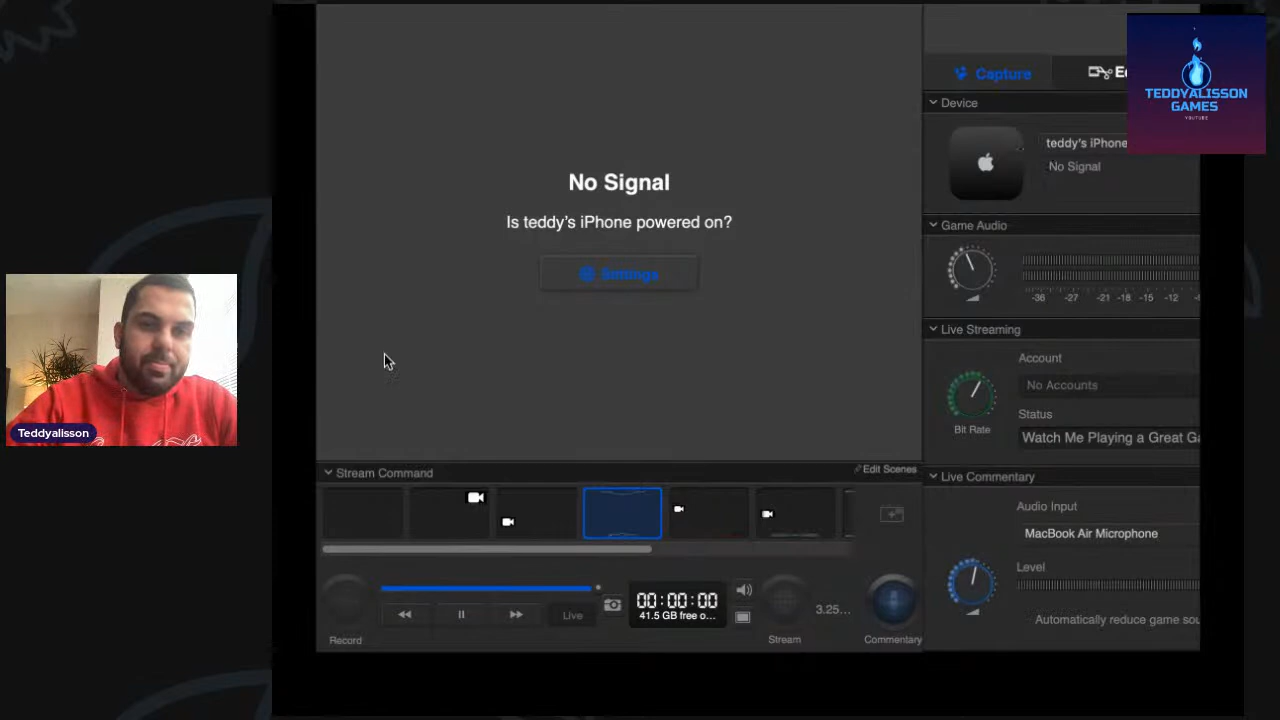 No Signal
Is teddy's iPhone powered on?
Settings
Capture
Device
teddy's iPhone
No Signal
TEDDYALISSON
GAMES
YOUTUBE
Game Audio
-36 -27 -21 -18 -15 -12
Live Streaming
Account
No Accounts
Bit Rate
Status
Watch Me Playing a Great Ga
Teddyalisson
Stream Command
Edit Scenes
Live Commentary
Audio Input
MacBook Air Microphone
Level
Automatically reduce game sou
Record
Live
00:00:00
41.5 GB free o...
Stream
3.25...
Commentary